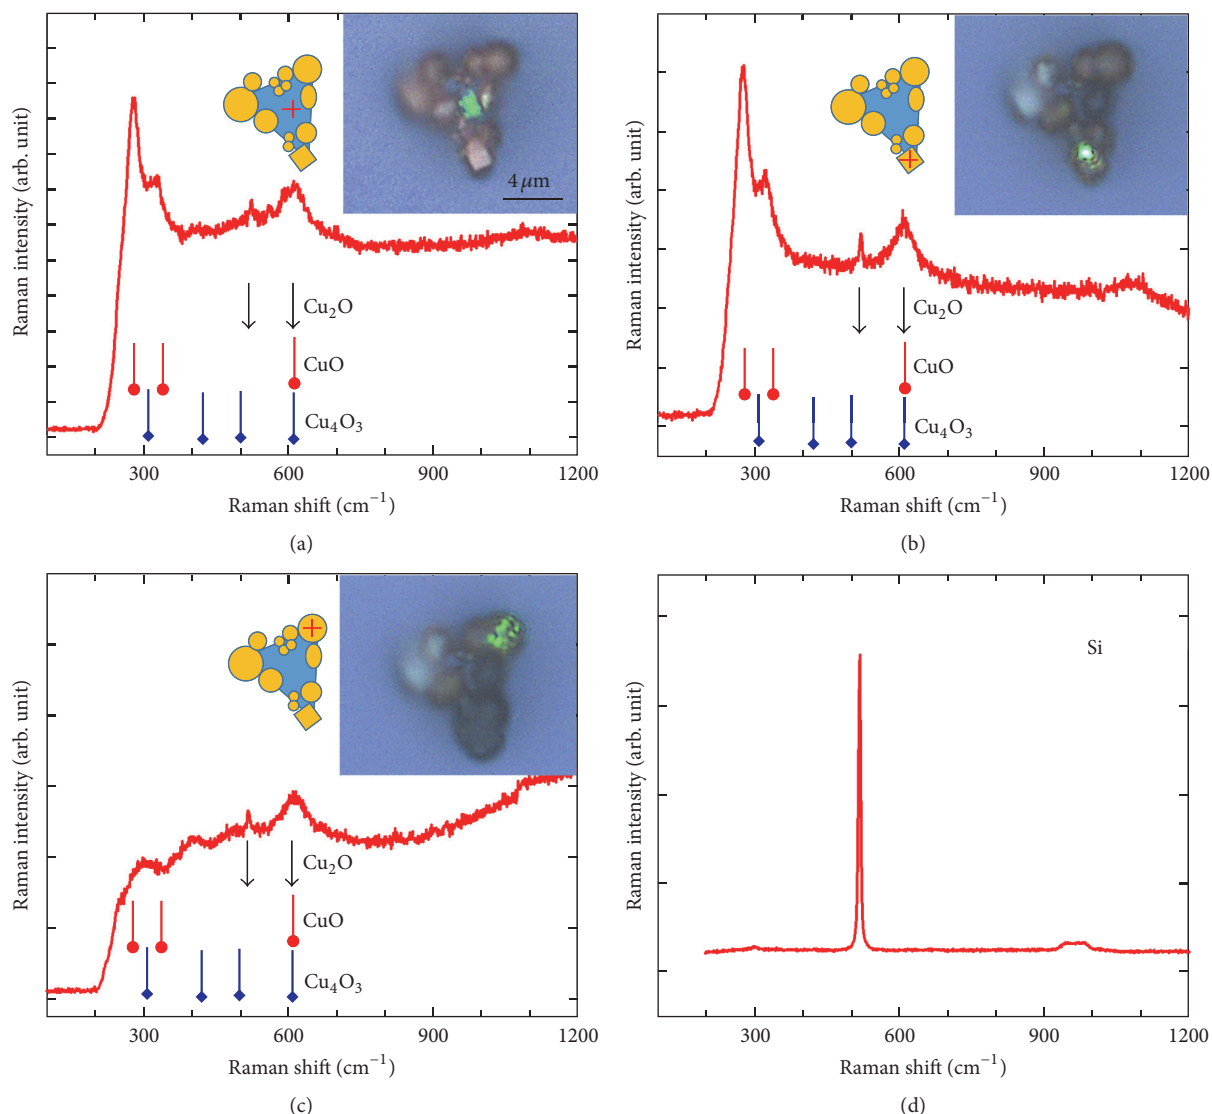 Raman intensity (arb. unit)
4 μm
Cu₂O
CuO
Cu₄O₃
300 600 900 1200
Raman shift (cm⁻¹)
(a)
Raman intensity (arb. unit)
Cu₂O
CuO
Cu₄O₃
300 600 900 1200
Raman shift (cm⁻¹)
(b)
Raman intensity (arb. unit)
Cu₂O
CuO
Cu₄O₃
300 600 900 1200
Raman shift (cm⁻¹)
(c)
Raman intensity (arb. unit)
Si
300 600 900 1200
Raman shift (cm⁻¹)
(d)